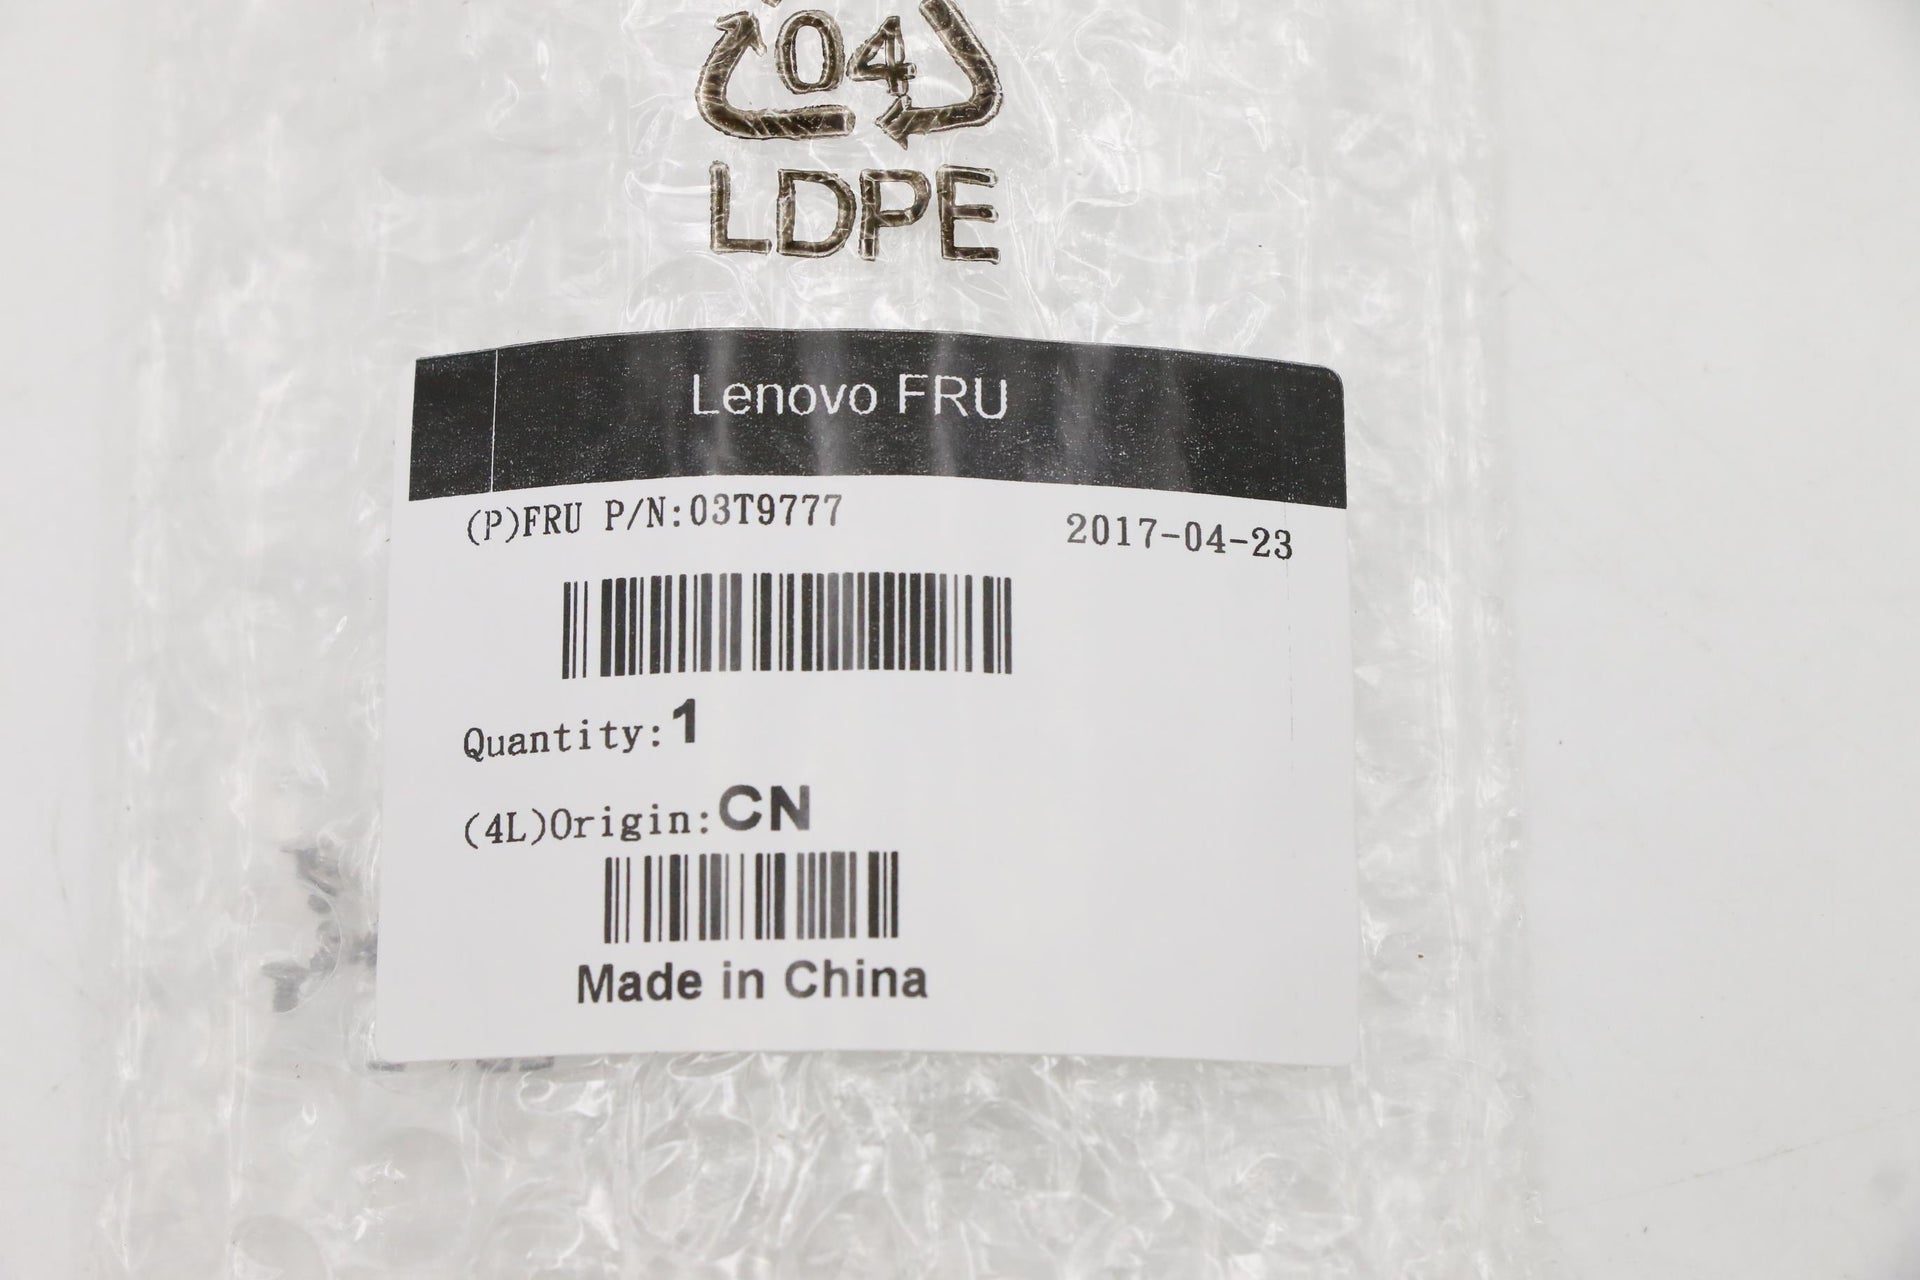 04
LDPE
Lenovo FRU
(P)FRU P/N:03T9777
2017-04-23
Quantity:1
(4L)Origin:CN
Made in China